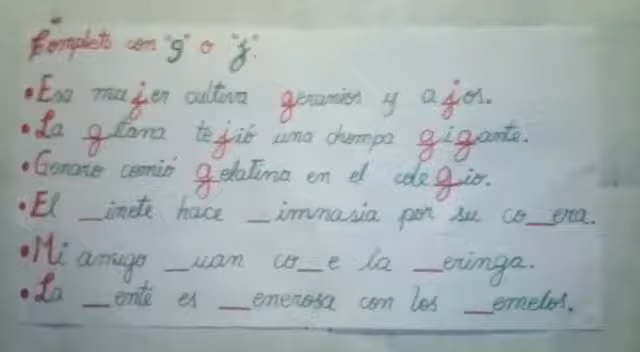 Completo con "g" o "j".
• Esa mujer cultiva geranios y ajos.
• La gitana tejió una chompa gigante.
• Genaro comió gelatina en el colegio.
• El _inete hace _imnasia por su co_era.
• Mi amigo _uan co_e la _eringa.
• La _ente es _enerosa con los _emelos.